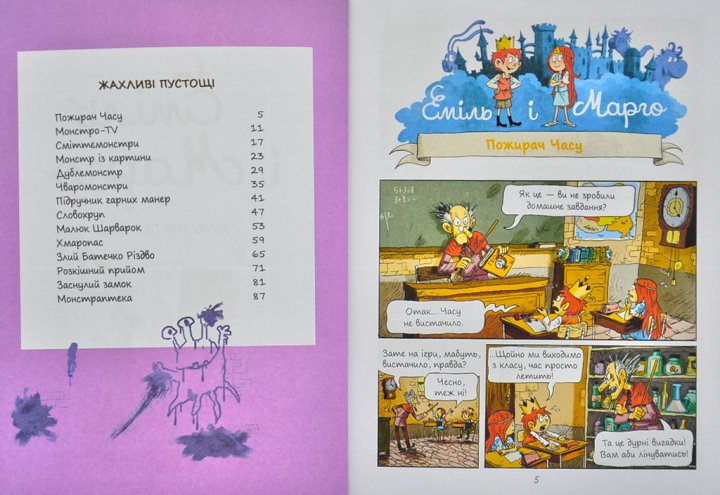 ЖАХЛИВІ ПУСТОЩІ
Пожирач Часу 5
Монстро-TV 11
Сміттемонстри 17
Монстр із картини 23
Дублемонстр 29
Чваромонстри 35
Підручник гарних манер 41
Словохруп 47
Малюк Шарварок 53
Хмаропас 59
Злий Батечко Різдво 65
Розкішний прийом 71
Заснулий замок 81
Монстраптека 87
Еміль і Марго
Пожирач Часу
Як це — ви не зробили
домашнє завдання?
Отак... Часу
не вистачило.
Зате на ігри, мабуть,
вистачило, правда?
Чесно,
теж ні!
...Щойно ми виходимо
з класу, час просто
летить!
Та це дурні вигадки!
Вам аби лінуватись!
5